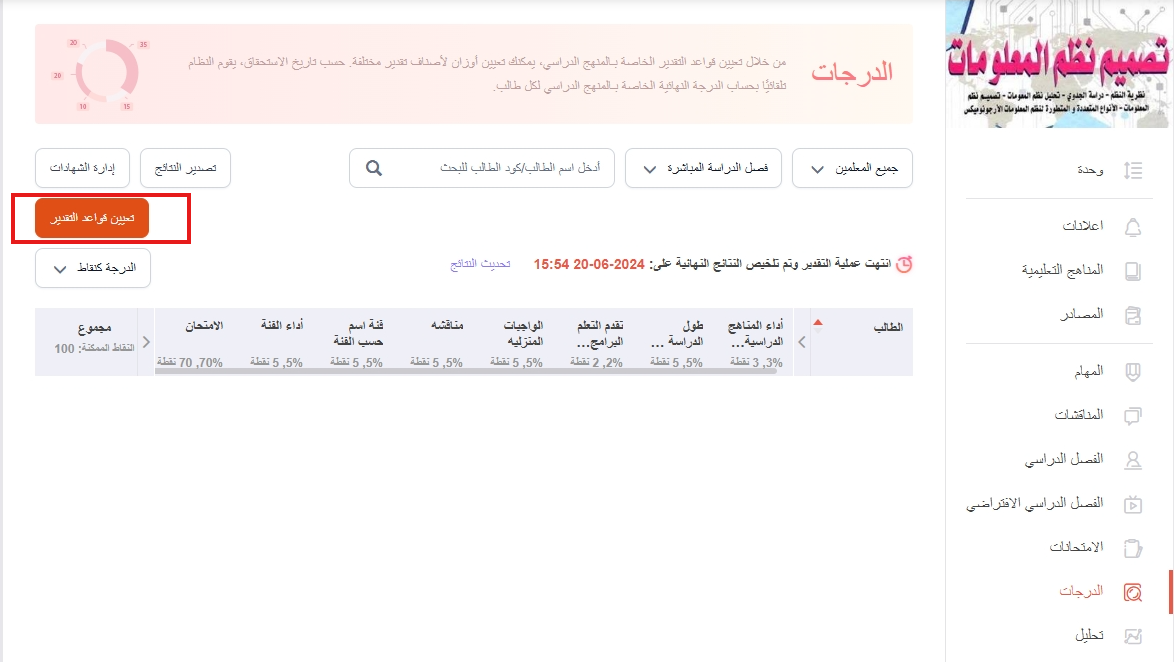 تصميم نظم المعلومات
نظرية النظم - دراسة الجدوي - تحليل نظم المعومات - تصميم نظم
المعلومات - الأنواع المتعددة و المتطورة لنظم المعلومات الأرجونوميكس
وحدة
اعلانات
المناهج التعليمية
المصادر
المهام
المناقشات
الفصل الدراسي
الفصل الدراسي الافتراضي
الامتحانات
الدرجات
تحليل
الدرجات
من خلال تعيين قواعد التقدير الخاصة بـالمنهج الدراسي، يمكنك تعيين أوزان لأصناف تقدير مختلفة. حسب تاريخ الاستحقاق، يقوم النظام
تلقائيًا بحساب الدرجة النهائية الخاصة بـالمنهج الدراسي لكل طالب.
20
35
20
10
15
جميع المعلمين
فصل الدراسة المباشرة
أدخل اسم الطالب/كود الطالب للبحث
تصدير النتائج
إدارة الشهادات
تعيين قواعد التقدير
انتهت عملية التقدير وتم تلخيص النتائج النهائية على: 2024-06-20 15:54
تحديث النتائج
الدرجة كنقاط
الطالب
أداء المناهج الدراسية...
3%, 3 نقطة
طول الدراسة ...
5%, 5 نقطة
تقدم التعلم البرامج...
2%, 2 نقطة
الواجبات المنزليه
5%, 5 نقطة
مناقشه
5%, 5 نقطة
فئة اسم حسب الفئة
5%, 5 نقطة
أداء الفئة
5%, 5 نقطة
الامتحان
70%, 70 نقطة
مجموع
النقاط الممكنة: 100